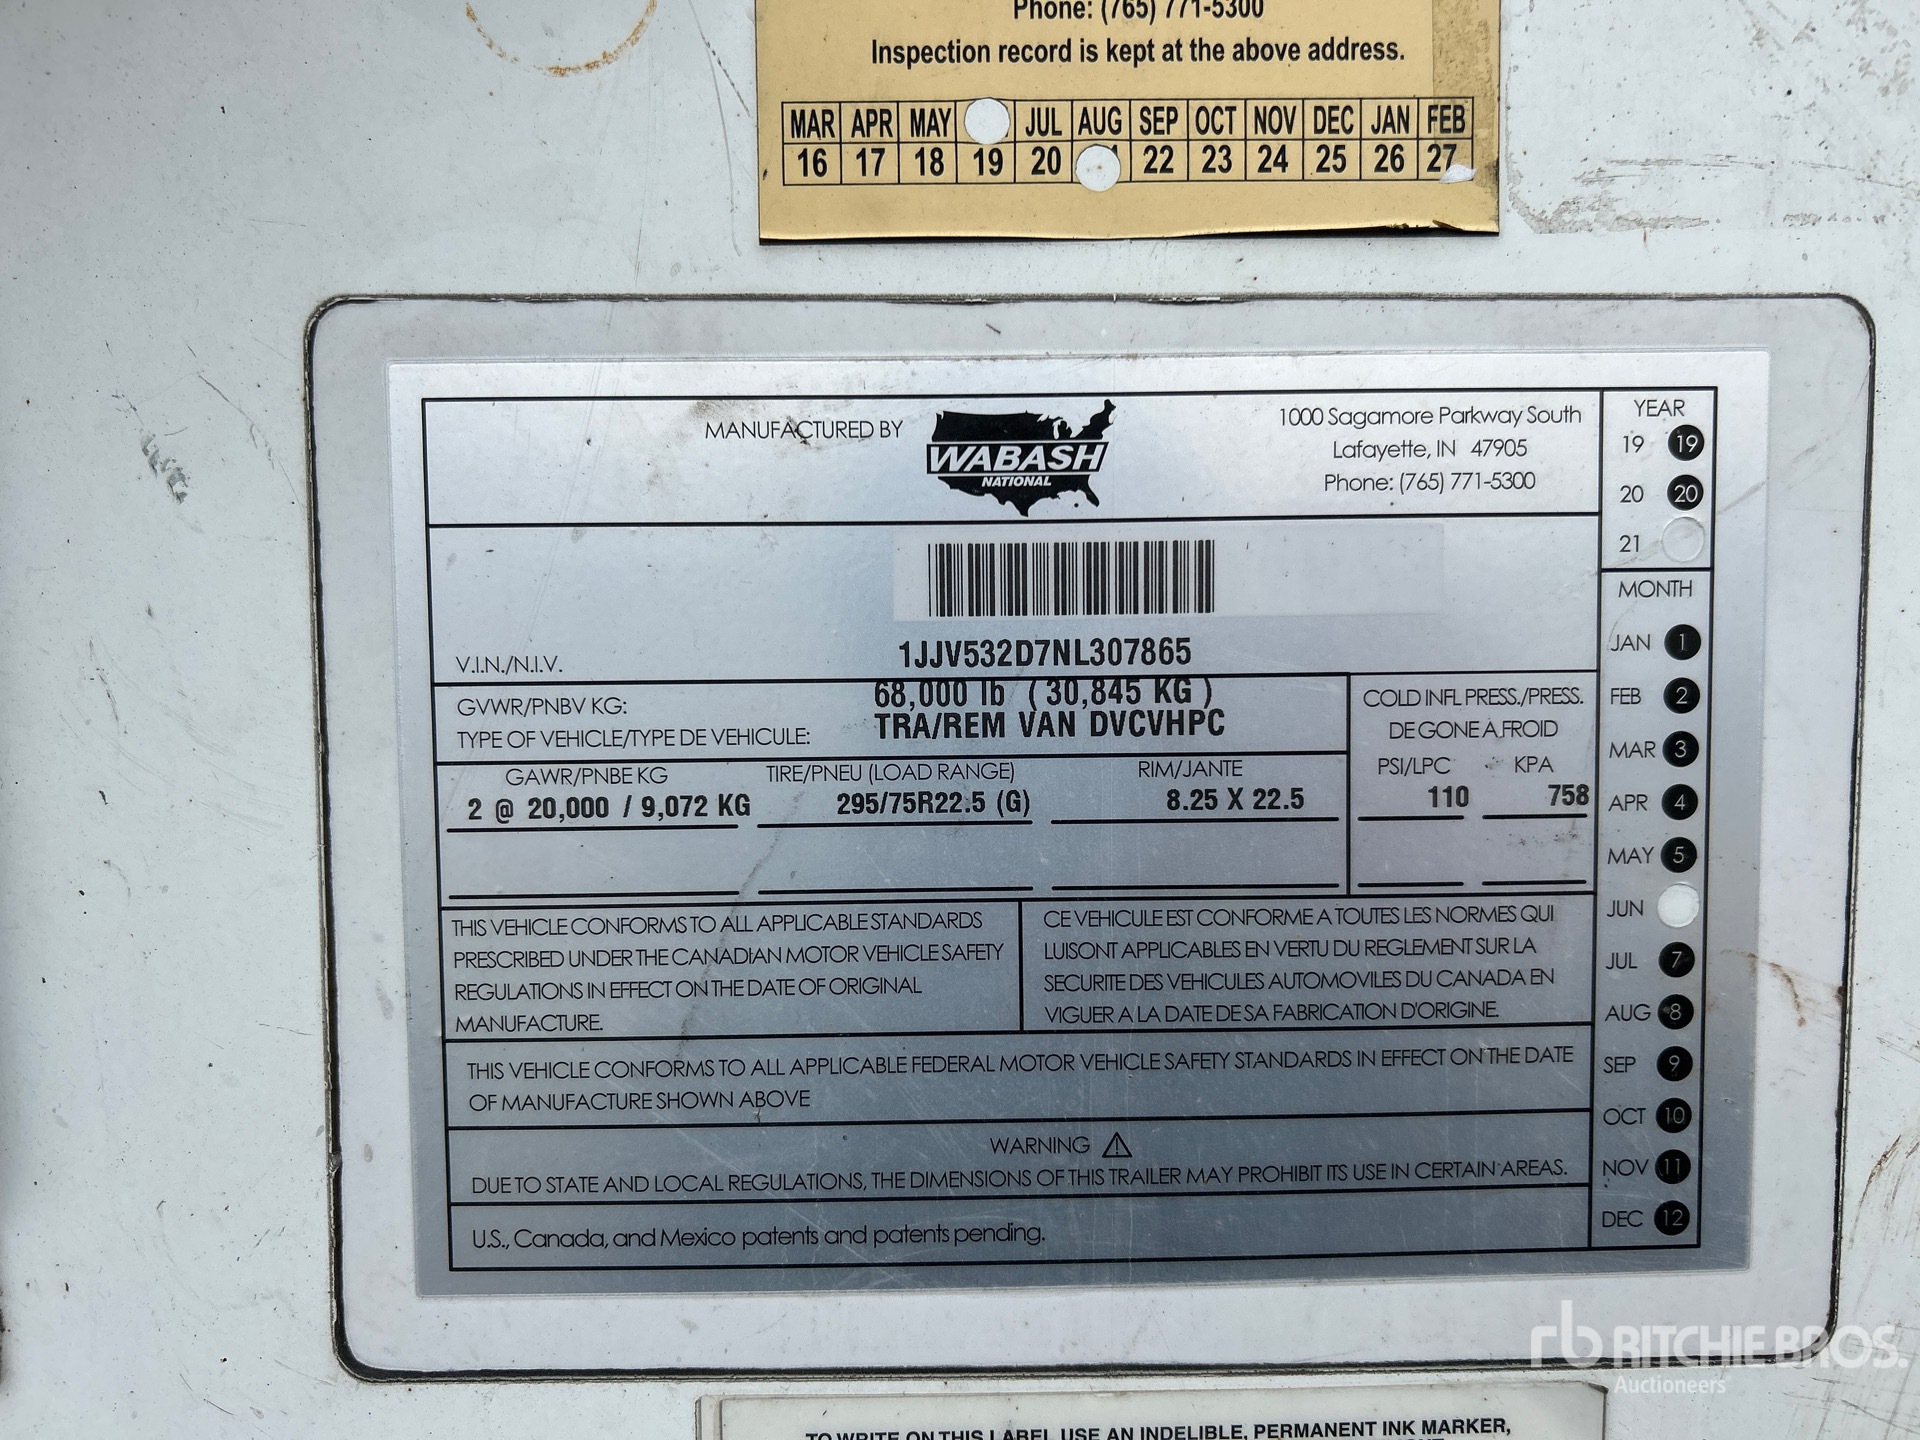 Phone: (765) 771-5300
Inspection record is kept at the above address.
MAR APR MAY JUL AUG SEP OCT NOV DEC JAN FEB
16 17 18 19 20 22 23 24 25 26 27
MANUFACTURED BY
WABASH
NATIONAL
1000 Sagamore Parkway South
Lafayette, IN 47905
Phone: (765) 771-5300
V.I.N./N.I.V.
1JJV532D7NL307865
GVWR/PNBV KG:
68,000 lb ( 30,845 KG )
TYPE OF VEHICLE/TYPE DE VEHICULE:
TRA/REM VAN DVCVHPC
COLD INFL PRESS./PRESS.
DE GONE A FROID
GAWR/PNBE KG TIRE/PNEU (LOAD RANGE) RIM/JANTE PSI/LPC KPA
2 @ 20,000 / 9,072 KG 295/75R22.5 (G) 8.25 X 22.5 110 758
THIS VEHICLE CONFORMS TO ALL APPLICABLE STANDARDS
PRESCRIBED UNDER THE CANADIAN MOTOR VEHICLE SAFETY
REGULATIONS IN EFFECT ON THE DATE OF ORIGINAL
MANUFACTURE.
CE VEHICULE EST CONFORME A TOUTES LES NORMES QUI
LUISONT APPLICABLES EN VERTU DU REGLEMENT SUR LA
SECURITE DES VEHICULES AUTOMOVILES DU CANADA EN
VIGUER A LA DATE DE SA FABRICATION D'ORIGINE.
THIS VEHICLE CONFORMS TO ALL APPLICABLE FEDERAL MOTOR VEHICLE SAFETY STANDARDS IN EFFECT ON THE DATE
OF MANUFACTURE SHOWN ABOVE
WARNING
DUE TO STATE AND LOCAL REGULATIONS, THE DIMENSIONS OF THIS TRAILER MAY PROHIBIT ITS USE IN CERTAIN AREAS.
U.S., Canada, and Mexico patents and patents pending.
YEAR
19 19
20 20
21
MONTH
JAN 1
FEB 2
MAR 3
APR 4
MAY 5
JUN
JUL 7
AUG 8
SEP 9
OCT 10
NOV 11
DEC 12
rb RITCHIE BROS.
Auctioneers
TO WRITE ON THIS LABEL USE AN INDELIBLE, PERMANENT INK MARKER,